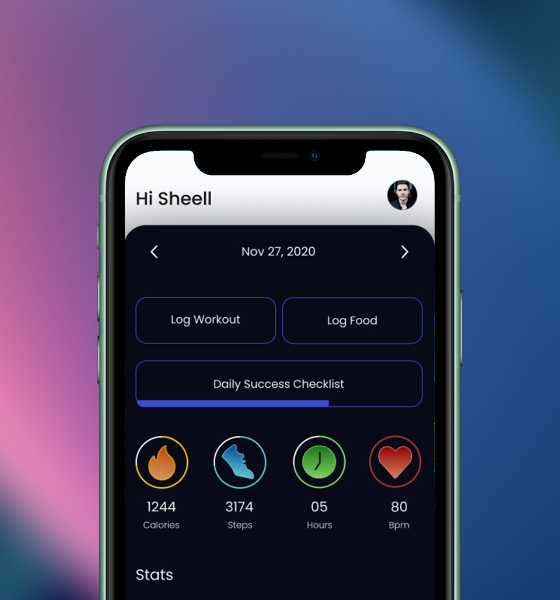 Hi Sheell
Nov 27, 2020
Log Workout Log Food
Daily Success Checklist
1244 3174 05 80
Calories Steps Hours Bpm
Stats